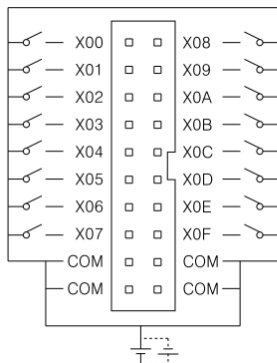 X00 X08
X01 X09
X02 X0A
X03 X0B
X04 X0C
X05 X0D
X06 X0E
X07 X0F
COM COM
COM COM